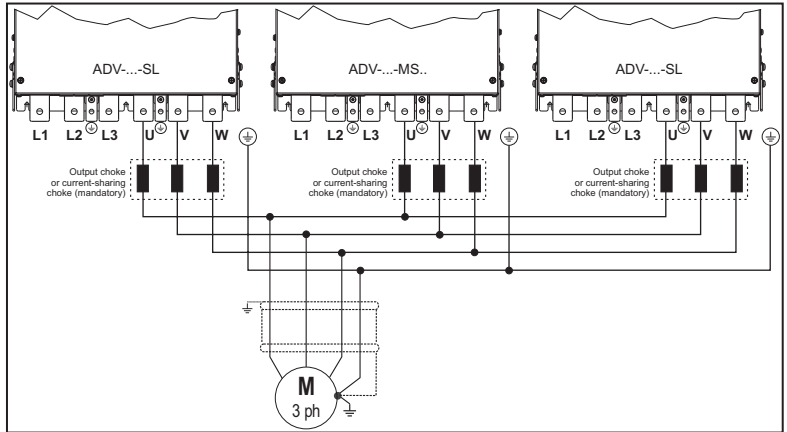 ADV-...-SL
ADV-...-MS..
ADV-...-SL
L1 L2 L3 U V W
L1 L2 L3 U V W
L1 L2 L3 U V W
Output choke
or current-sharing
choke (mandatory)
Output choke
or current-sharing
choke (mandatory)
Output choke
or current-sharing
choke (mandatory)
M
3 ph